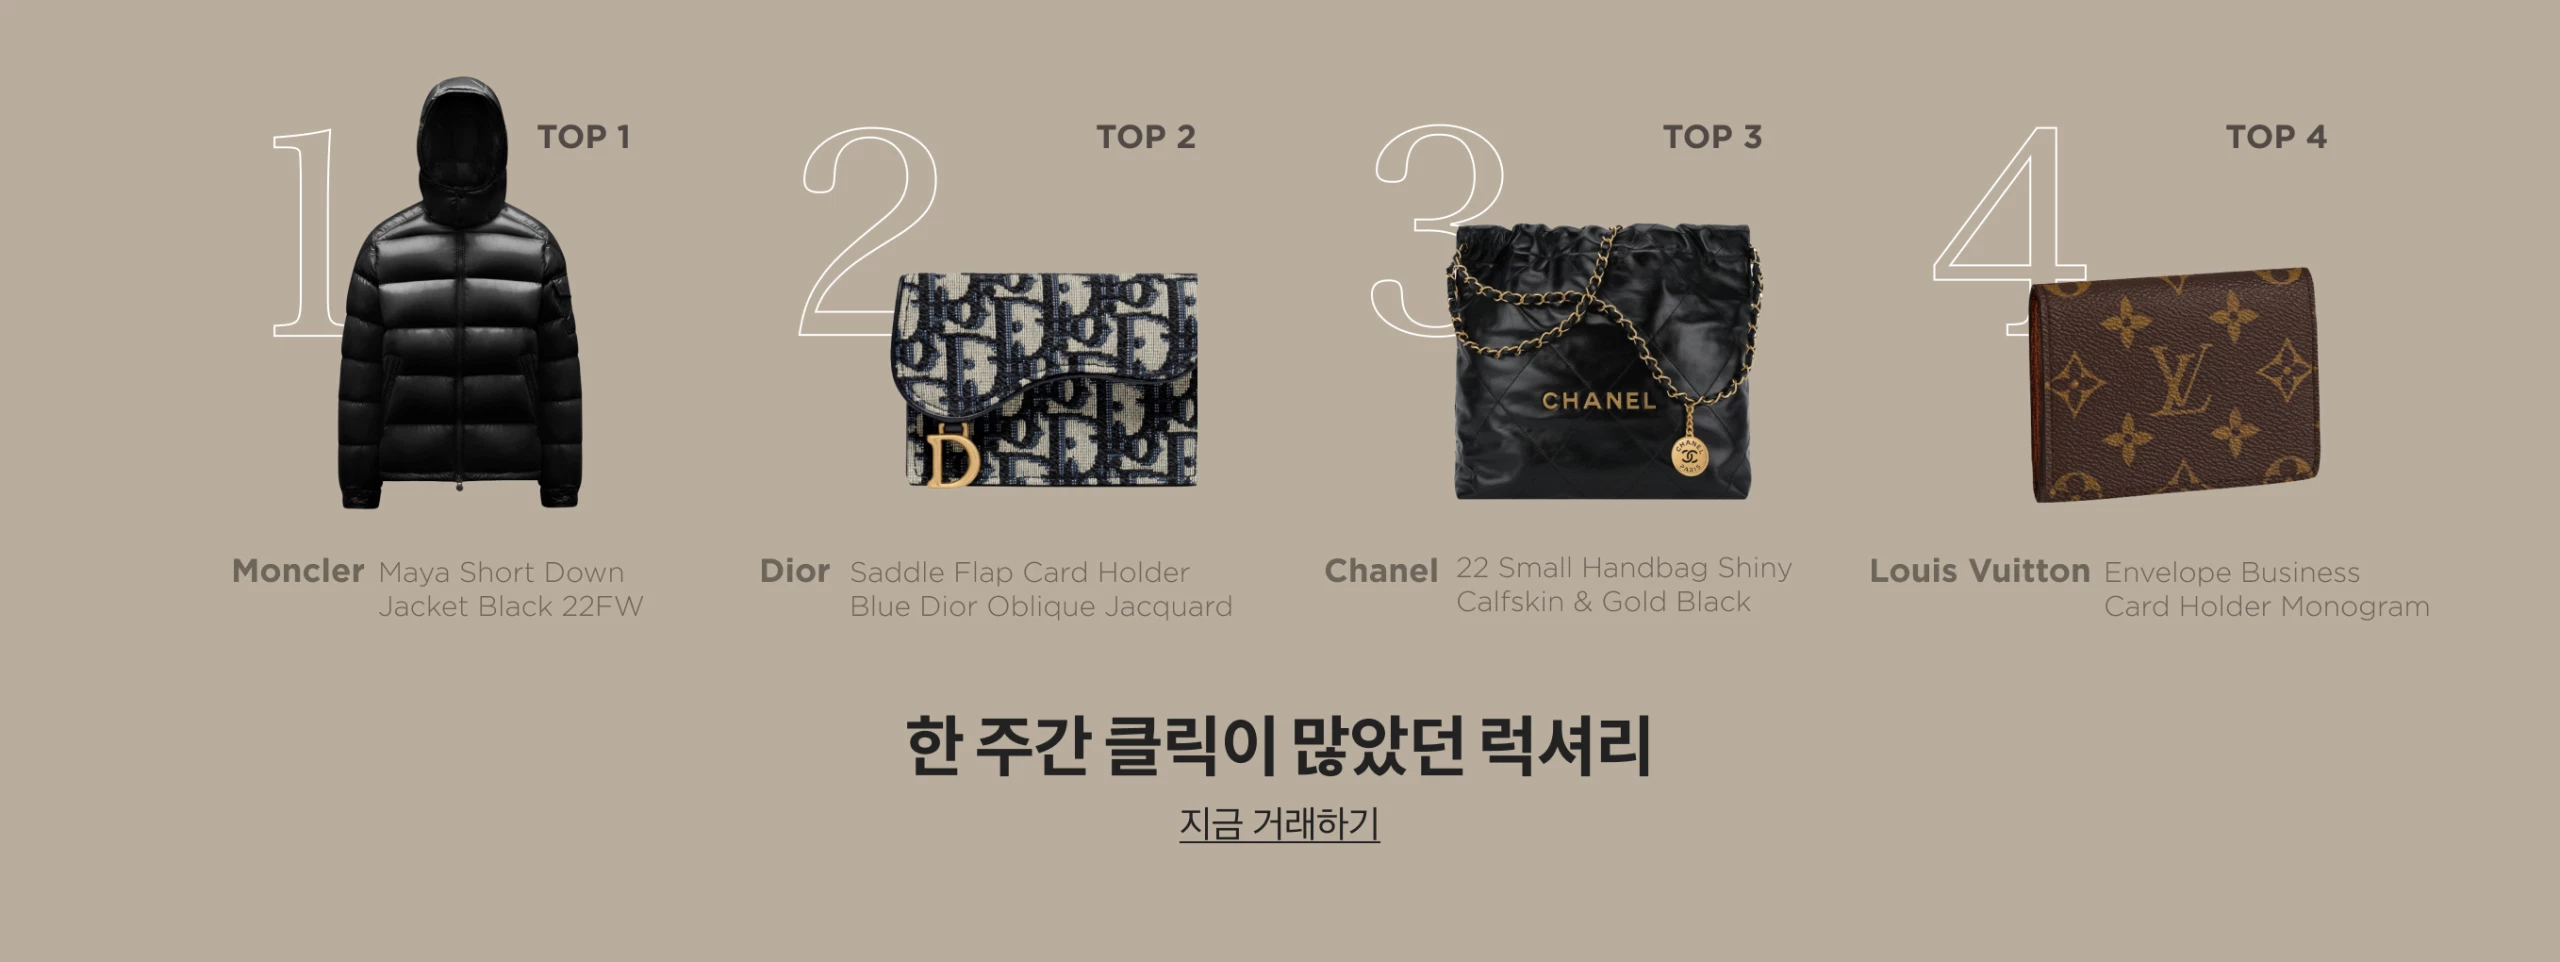 1
TOP 1
2
TOP 2
3
TOP 3
4
TOP 4
D
CHANEL
CHANEL
PARIS
LV
Moncler Maya Short Down
Jacket Black 22FW
Dior Saddle Flap Card Holder
Blue Dior Oblique Jacquard
Chanel 22 Small Handbag Shiny
Calfskin & Gold Black
Louis Vuitton Envelope Business
Card Holder Monogram
한 주간 클릭이 많았던 럭셔리
지금 거래하기